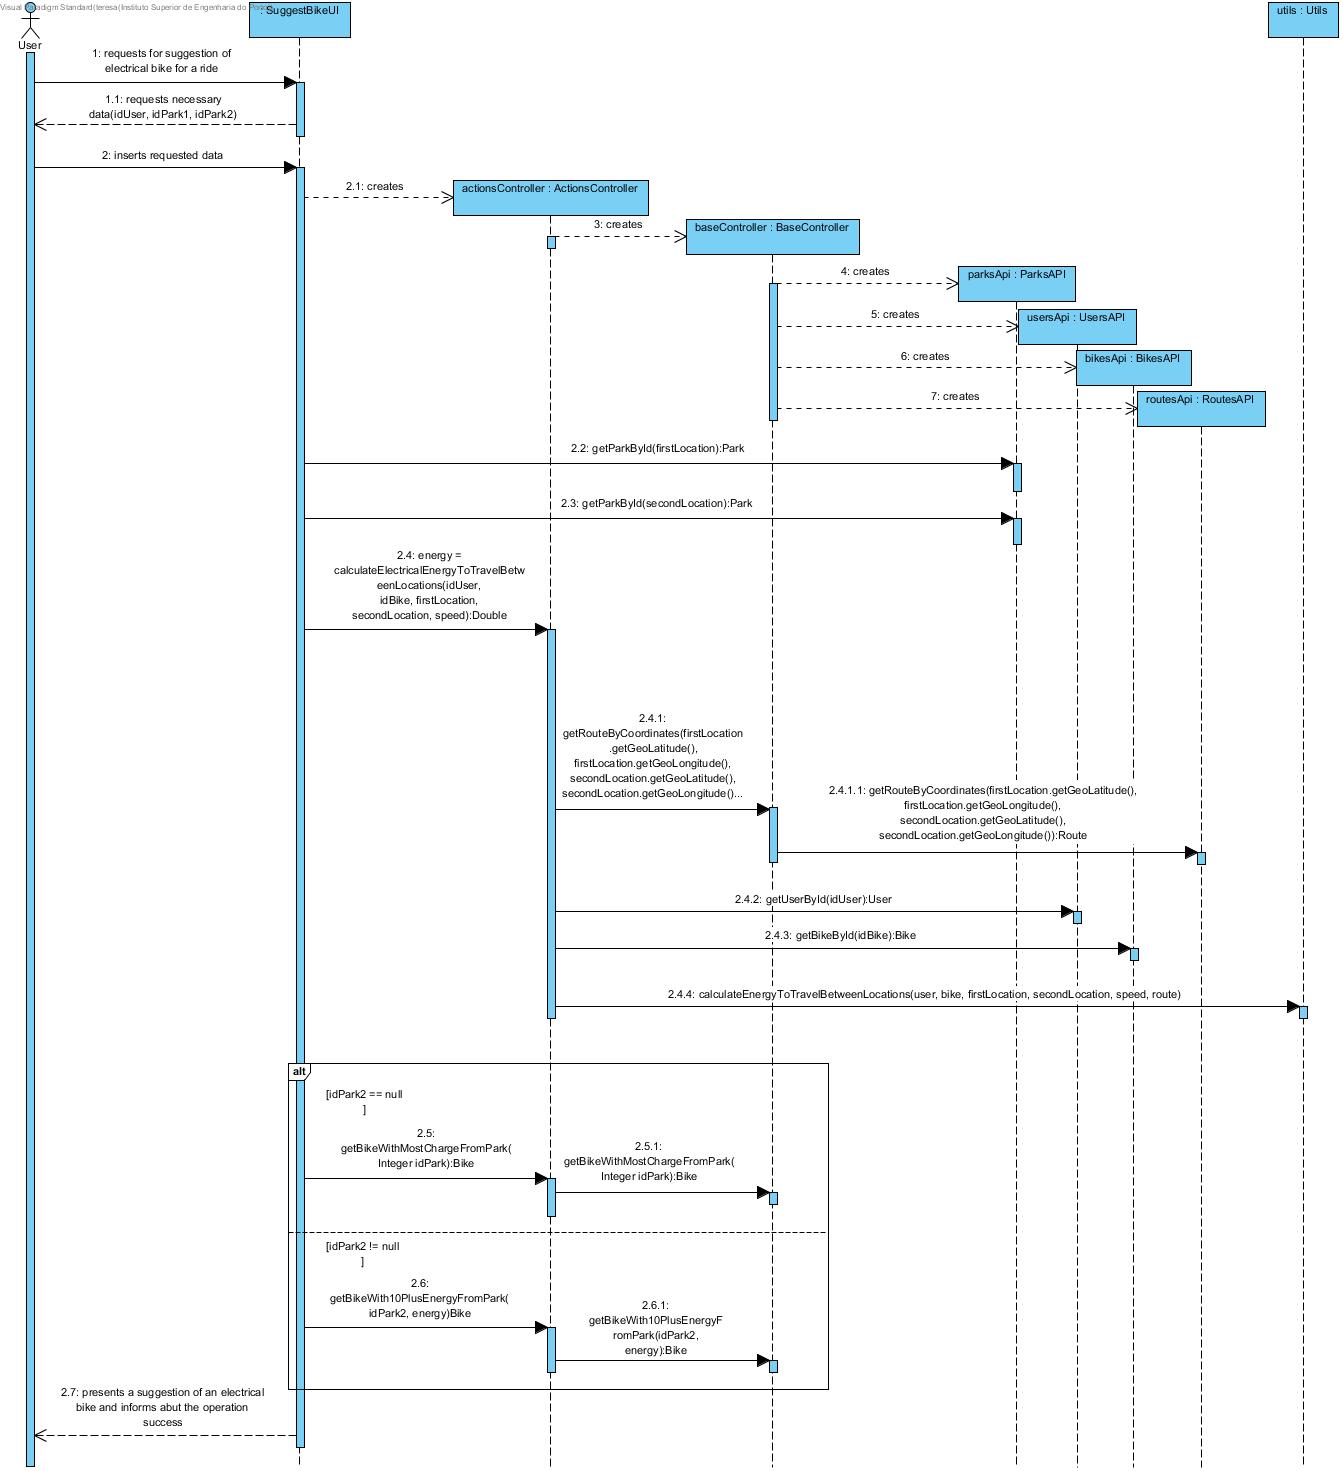 Visual Paradigm Standard(teresa(Instituto Superior de Engenharia do Porto))
: SuggestBikeUI
utils : Utils
User
1: requests for suggestion of
electrical bike for a ride
1.1: requests necessary
data(idUser, idPark1, idPark2)
2: inserts requested data
2.1: creates
actionsController : ActionsController
3: creates
baseController : BaseController
4: creates
parksApi : ParksAPI
5: creates
usersApi : UsersAPI
6: creates
bikesApi : BikesAPI
7: creates
routesApi : RoutesAPI
2.2: getParkById(firstLocation):Park
2.3: getParkById(secondLocation):Park
2.4: energy =
calculateElectricalEnergyToTravelBetw
eenLocations(idUser,
idBike, firstLocation,
secondLocation, speed):Double
2.4.1:
getRouteByCoordinates(firstLocation
.getGeoLatitude(),
firstLocation.getGeoLongitude(),
secondLocation.getGeoLatitude(),
secondLocation.getGeoLongitude()...
2.4.1.1: getRouteByCoordinates(firstLocation.getGeoLatitude(),
firstLocation.getGeoLongitude(),
secondLocation.getGeoLatitude(),
secondLocation.getGeoLongitude()):Route
2.4.2: getUserById(idUser):User
2.4.3: getBikeById(idBike):Bike
2.4.4: calculateEnergyToTravelBetweenLocations(user, bike, firstLocation, secondLocation, speed, route)
alt
[idPark2 == null
]
2.5:
getBikeWithMostChargeFromPark(
Integer idPark):Bike
2.5.1:
getBikeWithMostChargeFromPark(
Integer idPark):Bike
[idPark2 != null
]
2.6:
getBikeWith10PlusEnergyFromPark(
idPark2, energy)Bike
2.6.1:
getBikeWith10PlusEnergyF
romPark(idPark2,
energy):Bike
2.7: presents a suggestion of an electrical
bike and informs abut the operation
success